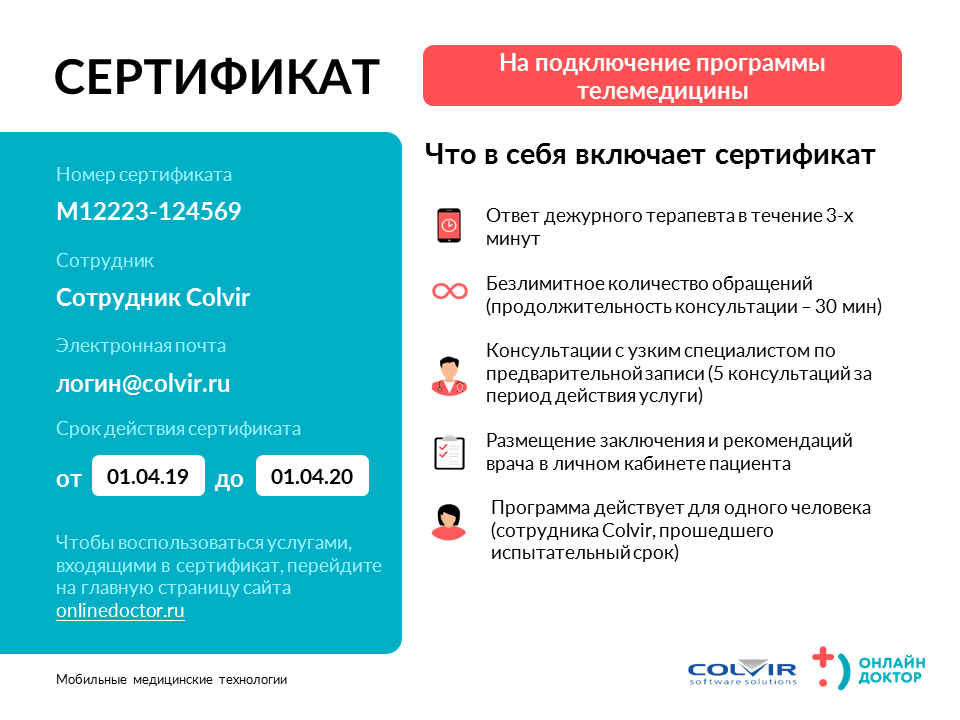 СЕРТИФИКАТ
На подключение программы
телемедицины
Номер сертификата
М12223-124569
Сотрудник
Сотрудник Colvir
Электронная почта
логин@colvir.ru
Срок действия сертификата
от 01.04.19 до 01.04.20
Чтобы воспользоваться услугами,
входящими в сертификат, перейдите
на главную страницу сайта
onlinedoctor.ru
Что в себя включает сертификат
Ответ дежурного терапевта в течение 3-х
минут
Безлимитное количество обращений
(продолжительность консультации – 30 мин)
Консультации с узким специалистом по
предварительной записи (5 консультаций за
период действия услуги)
Размещение заключения и рекомендаций
врача в личном кабинете пациента
Программа действует для одного человека
(сотрудника Colvir, прошедшего
испытательный срок)
Мобильные медицинские технологии
COLVIR
software solutions
ОНЛАЙН
ДОКТОР